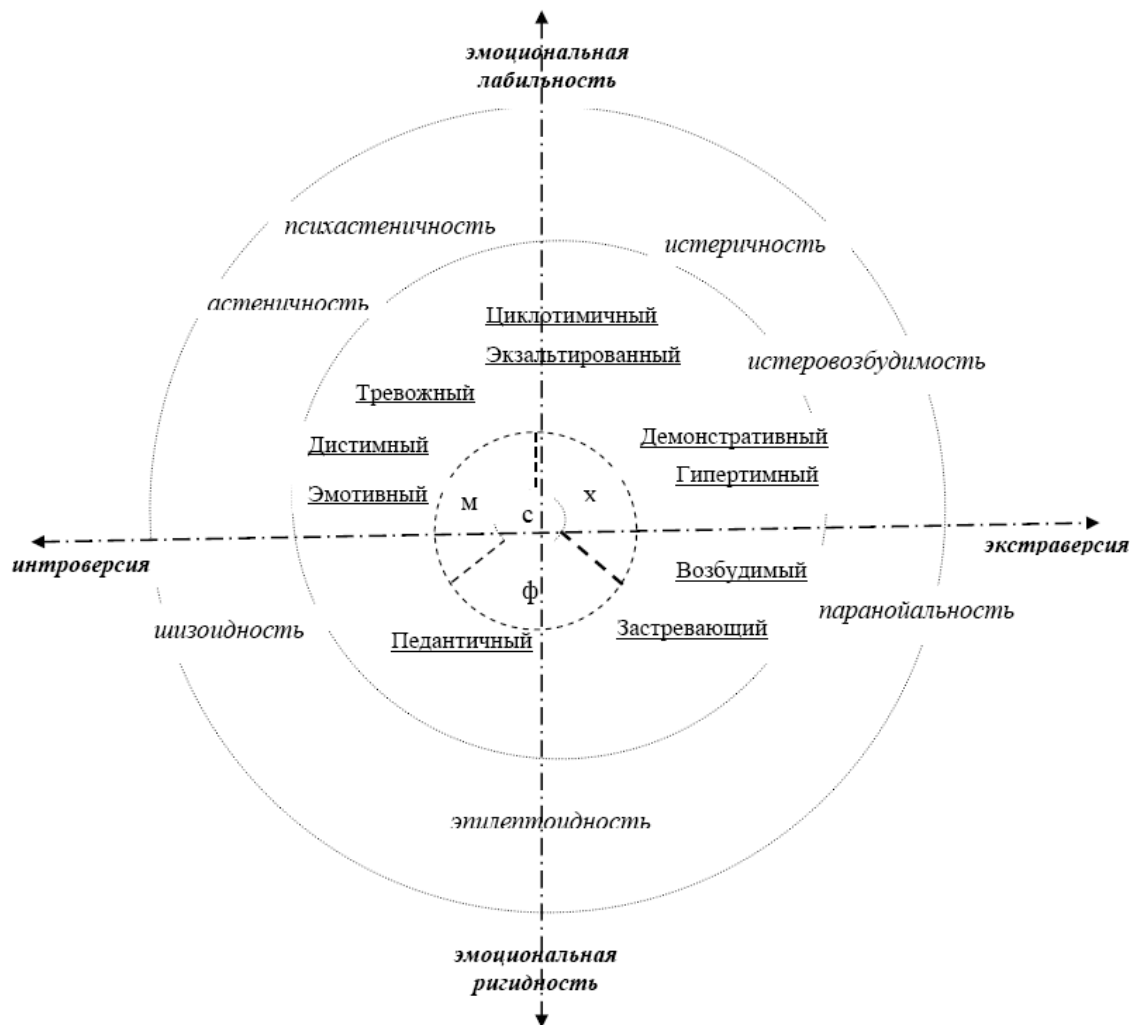 эмоциональная
лабильность
психастеничность
истеричность
астеничность
Циклотимичный
Экзальтированный
истеровозбудимость
Тревожный
Демонстративный
Дистимный
Гипертимный
Эмотивный
м
х
с
интроверсия
экстраверсия
Возбудимый
ф
паранойальность
шизоидность
Застревающий
Педантичный
эпилептоидность
эмоциональная
ригидность